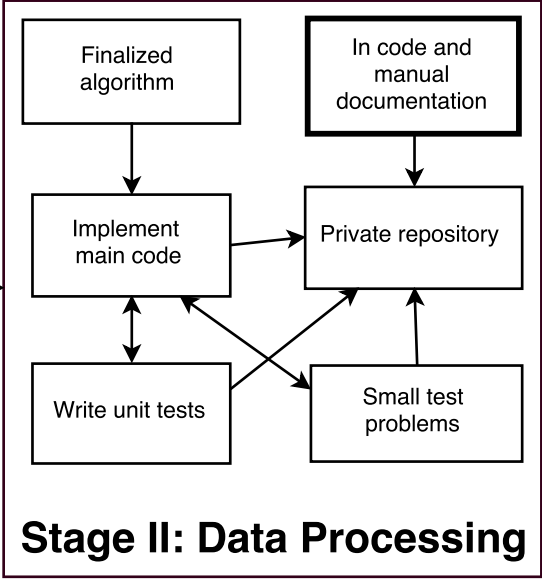 Finalized
algorithm
In code and
manual
documentation
Implement
main code
Private repository
Write unit tests
Small test
problems
Stage II: Data Processing